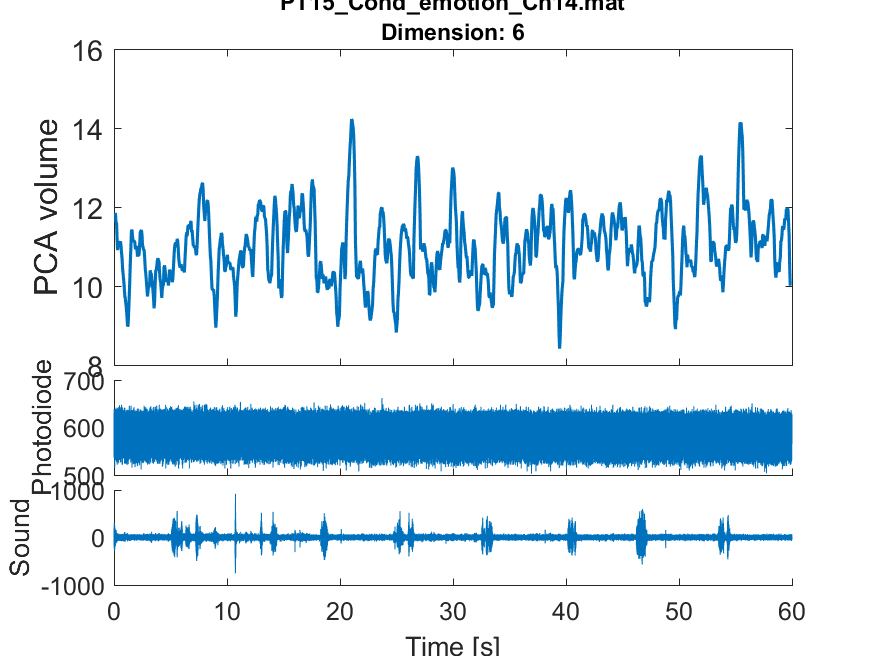 PT15_Cond_emotion_Ch14.mat
Dimension: 6
PCA volume
16
14
12
10
8
Photodiode
700
600
500
Sound
1000
0
-1000
0 10 20 30 40 50 60
Time [s]